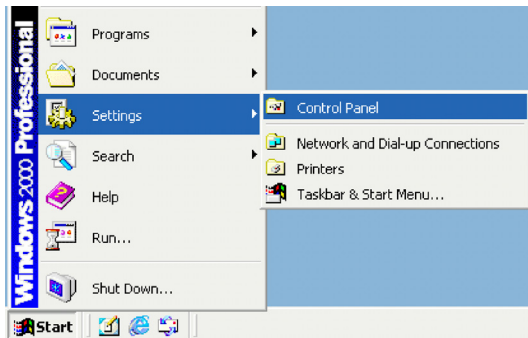 Windows 2000 Professional
Programs
Documents
Settings
Search
Help
Run...
Shut Down...
Control Panel
Network and Dial-up Connections
Printers
Taskbar & Start Menu...
Start